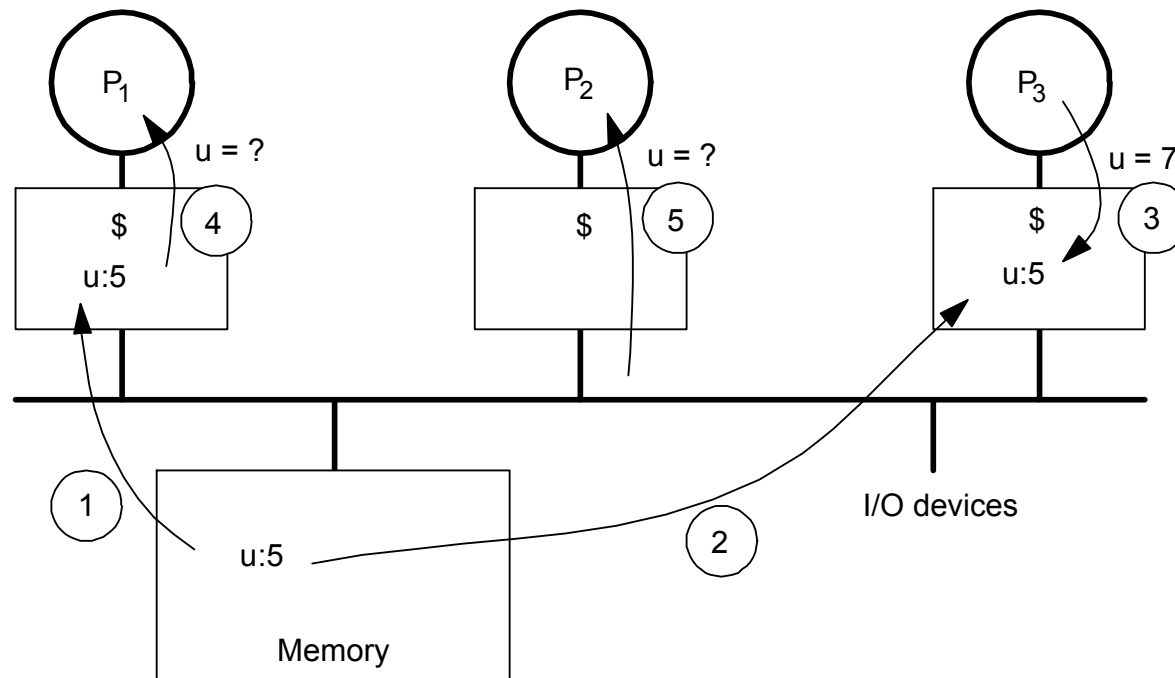 P1
P2
P3
u = ?
u = ?
u = 7
$
4
$
5
$
3
u:5
u:5
1
2
I/O devices
u:5
Memory